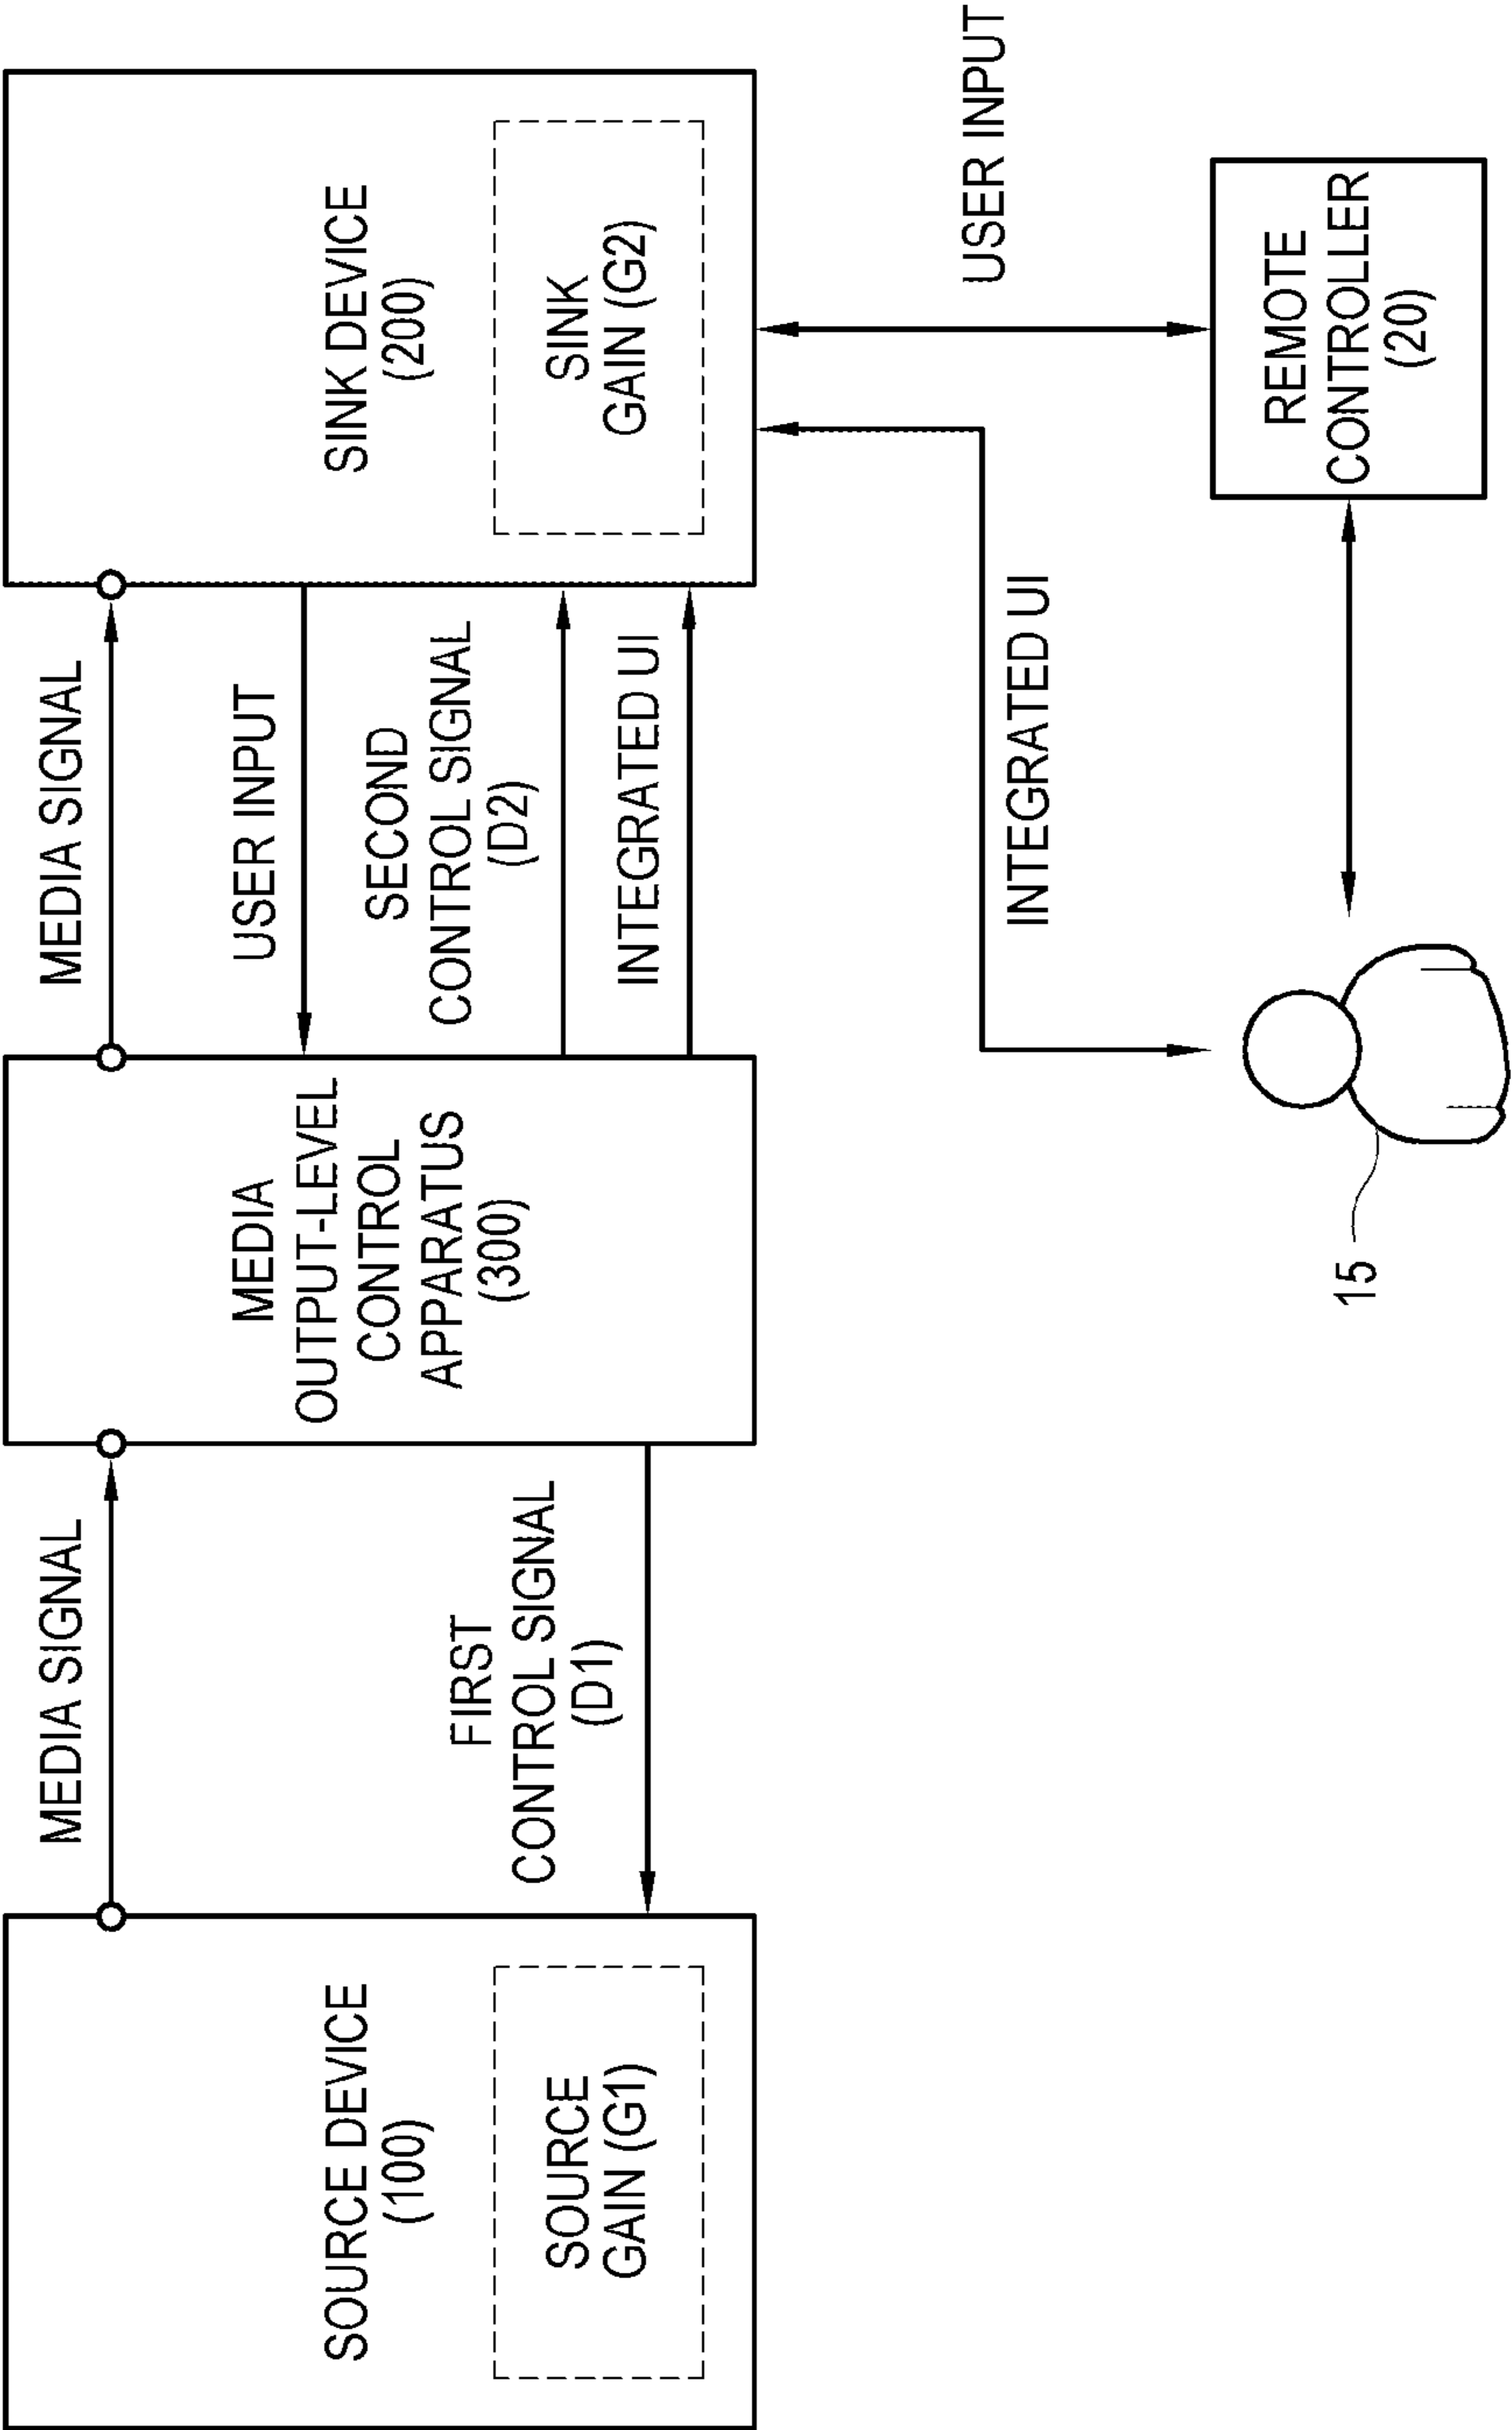 SOURCE DEVICE
(100)
SOURCE
GAIN (G1)
MEDIA SIGNAL
FIRST
CONTROL SIGNAL
(D1)
MEDIA
OUTPUT-LEVEL
CONTROL
APPARATUS
(300)
MEDIA SIGNAL
USER INPUT
SECOND
CONTROL SIGNAL
(D2)
INTEGRATED UI
SINK DEVICE
(200)
SINK
GAIN (G2)
INTEGRATED UI
USER INPUT
15
REMOTE
CONTROLLER
(20)